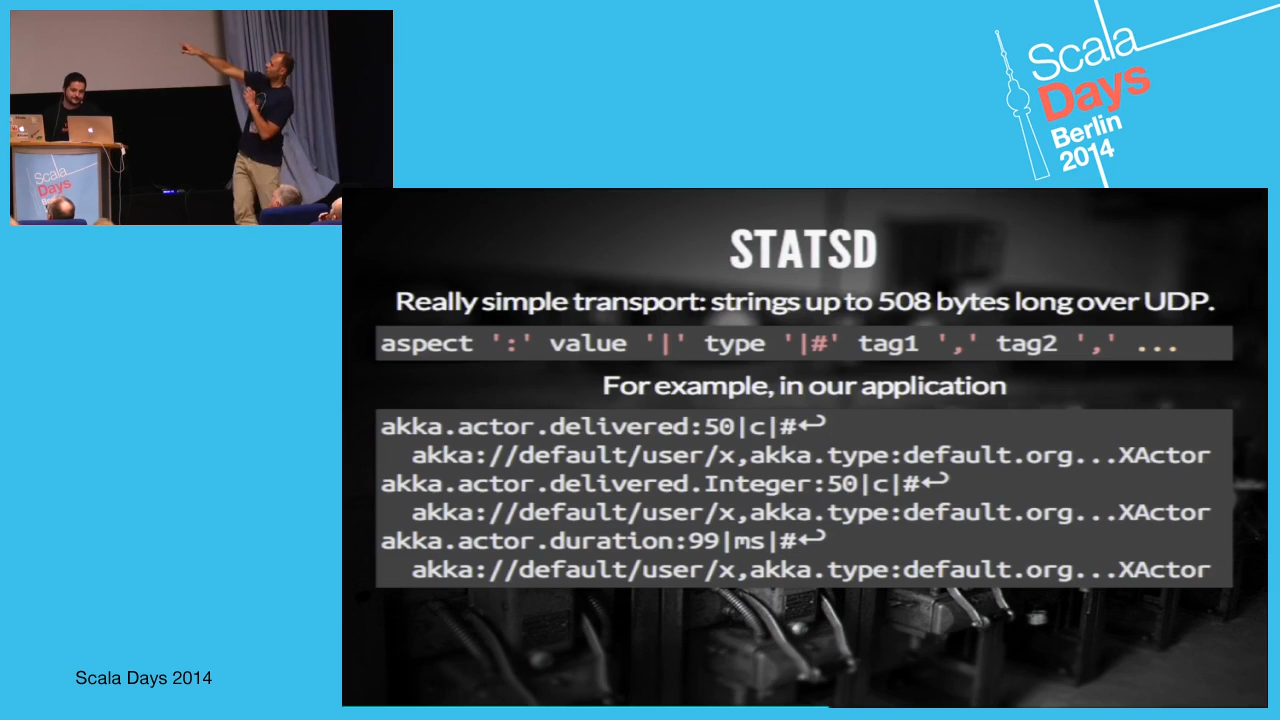 Scala
Days
Berlin
2014
Scala
Days
STATSD
Really simple transport: strings up to 508 bytes long over UDP.
aspect ':' value '|' type '|#' tag1 ',' tag2 ',' ...
For example, in our application
akka.actor.delivered:50|c|#↩
akka://default/user/x,akka.type:default.org...XActor
akka.actor.delivered.Integer:50|c|#↩
akka://default/user/x,akka.type:default.org...XActor
akka.actor.duration:99|ms|#↩
akka://default/user/x,akka.type:default.org...XActor
Scala Days 2014